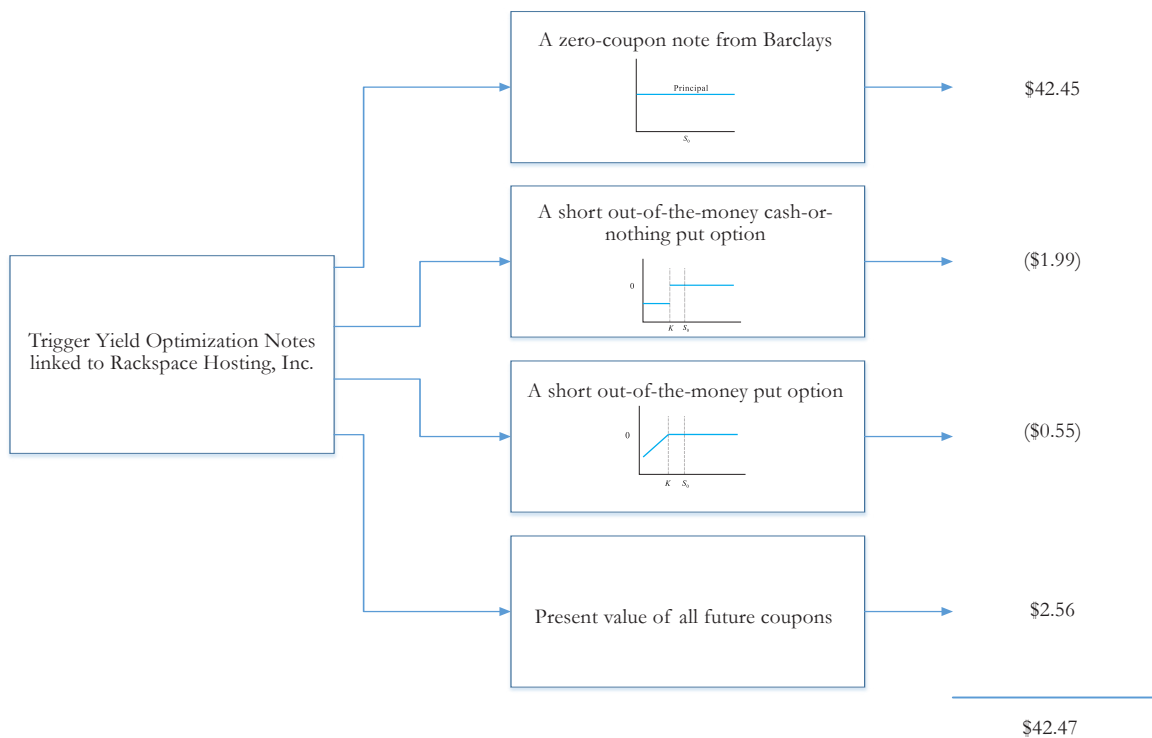 A zero-coupon note from Barclays
Principal
S₀
$42.45
A short out-of-the-money cash-or-
nothing put option
0
K S₀
($1.99)
Trigger Yield Optimization Notes
linked to Rackspace Hosting, Inc.
A short out-of-the-money put option
0
K S₀
($0.55)
Present value of all future coupons
$2.56
$42.47